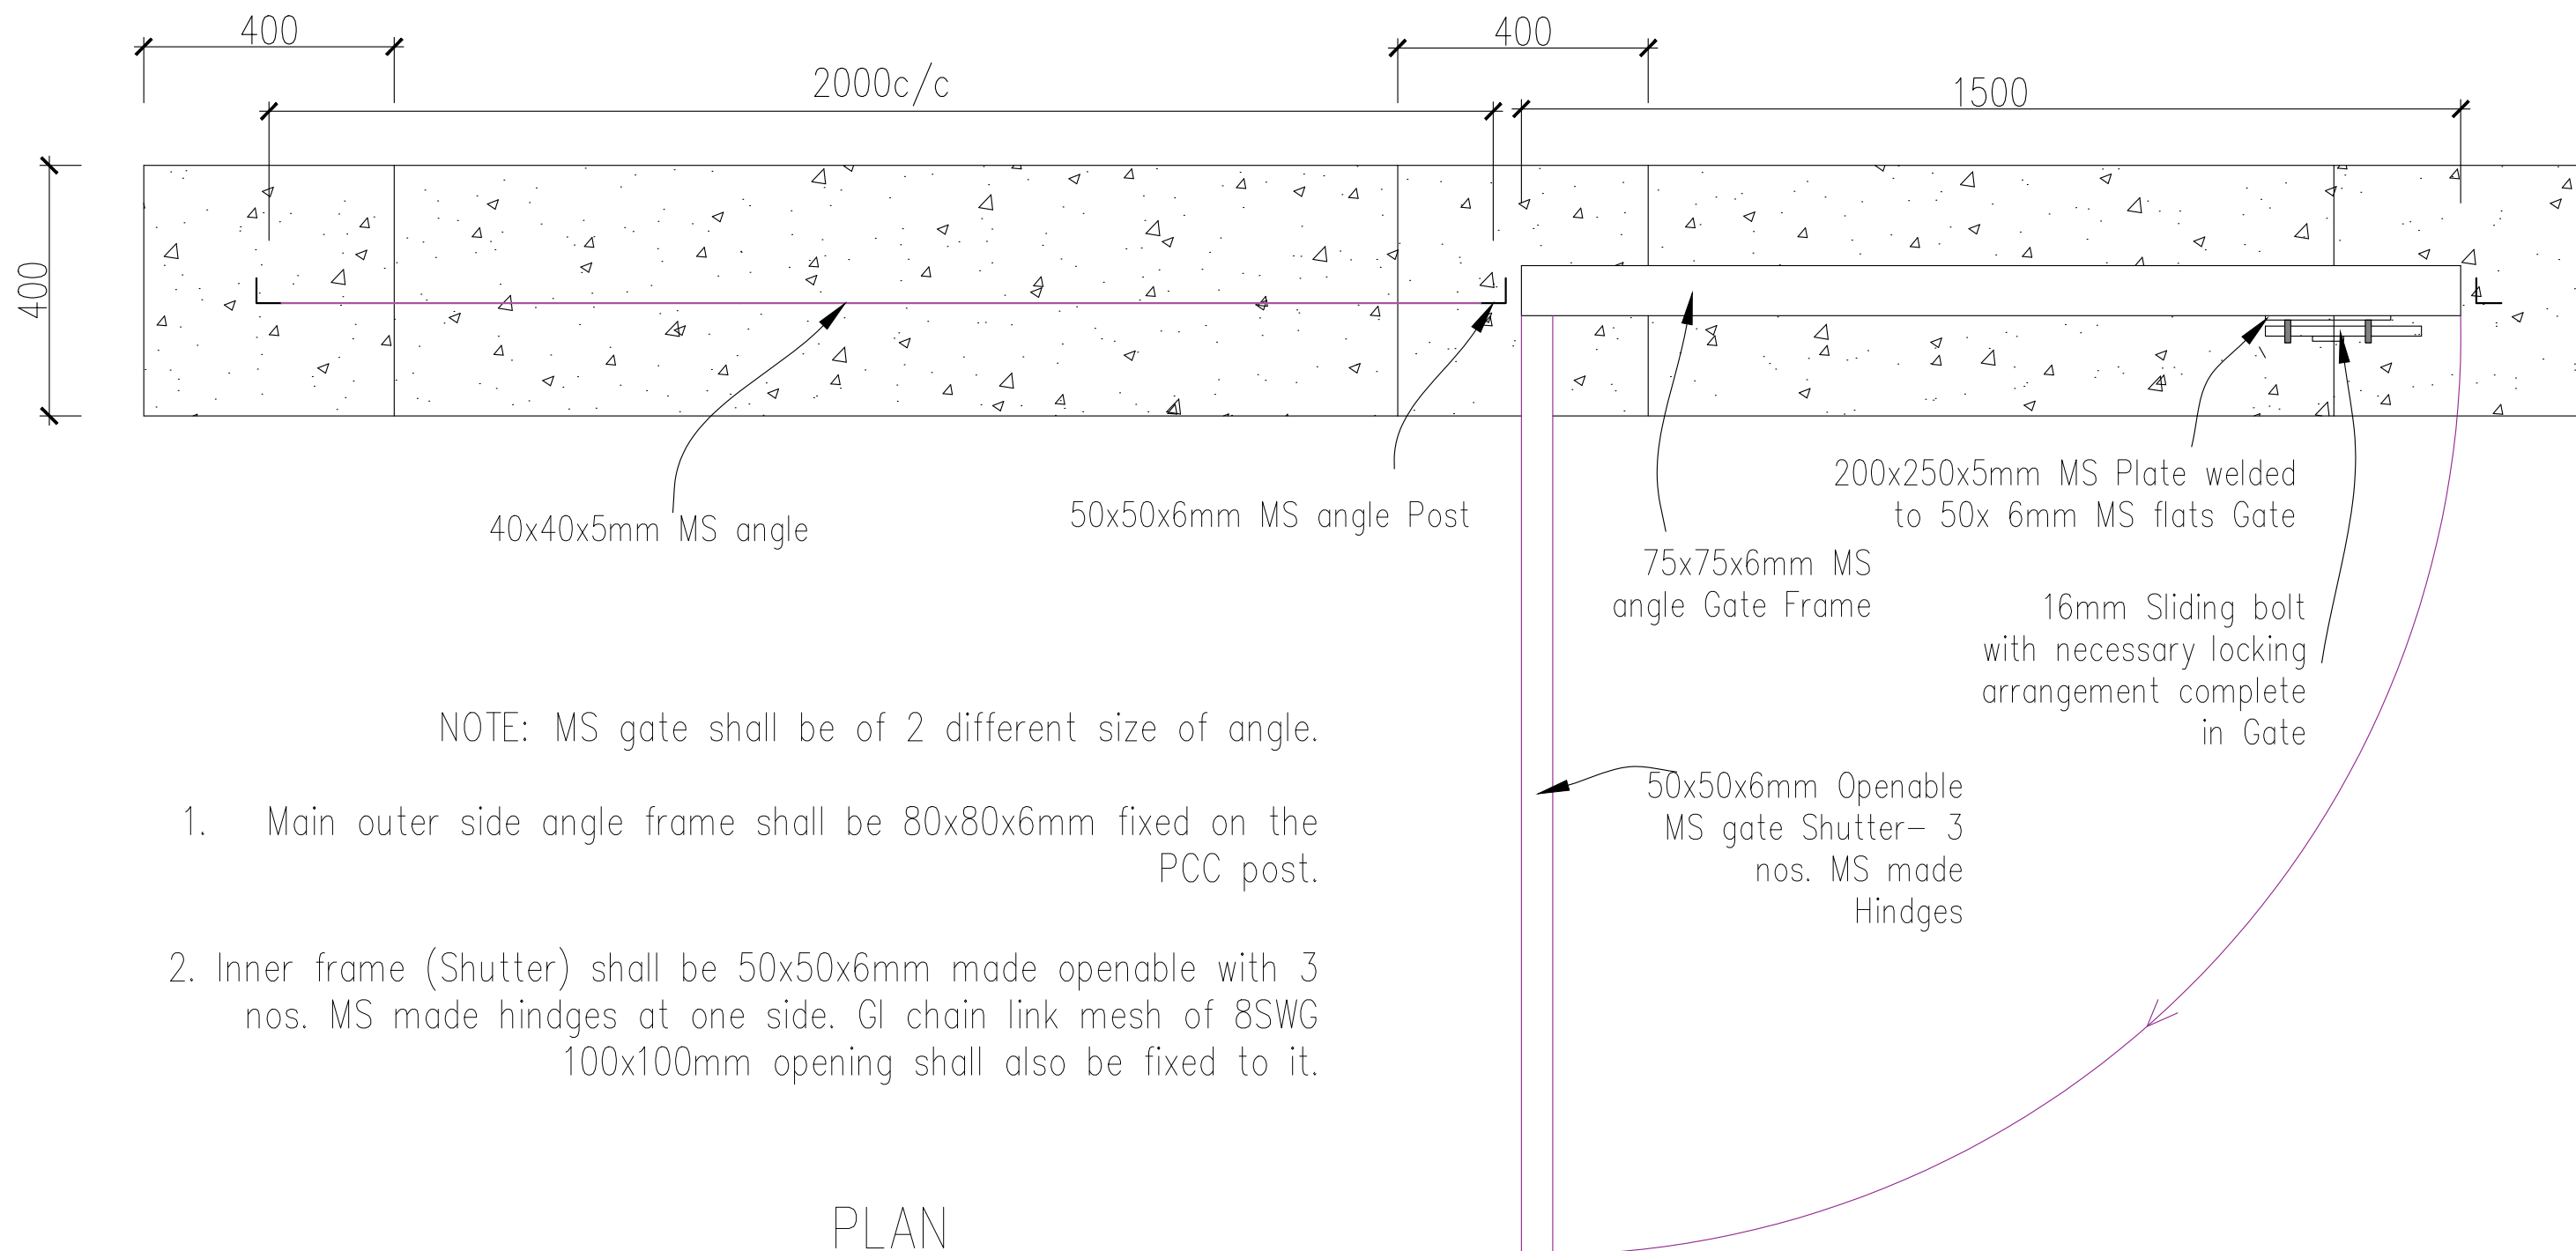 400
400
2000c/c
1500
400
40x40x5mm MS angle
50x50x6mm MS angle Post
200x250x5mm MS Plate welded
to 50x 6mm MS flats Gate
75x75x6mm MS
angle Gate Frame
16mm Sliding bolt
with necessary locking
arrangement complete
in Gate
50x50x6mm Openable
MS gate Shutter- 3
nos. MS made
Hindges
NOTE: MS gate shall be of 2 different size of angle.
1. Main outer side angle frame shall be 80x80x6mm fixed on the
PCC post.
2. Inner frame (Shutter) shall be 50x50x6mm made openable with 3
nos. MS made hindges at one side. GI chain link mesh of 8SWG
100x100mm opening shall also be fixed to it.
PLAN